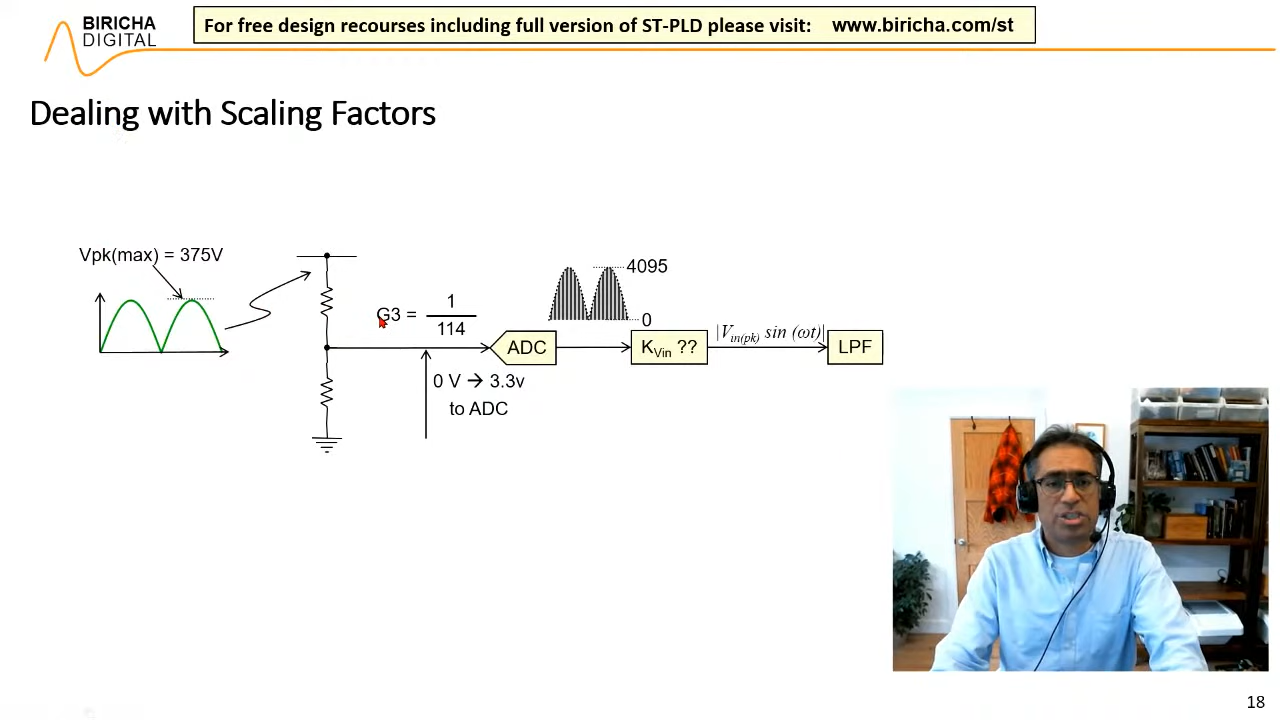 BIRICHA
DIGITAL
For free design recourses including full version of ST-PLD please visit: www.biricha.com/st
Dealing with Scaling Factors
Vpk(max) = 375V
G3 = 1
114
4095
0
ADC
K_Vin ??
|V_in(pk) sin (ωt)|
LPF
0 V → 3.3v
to ADC
18